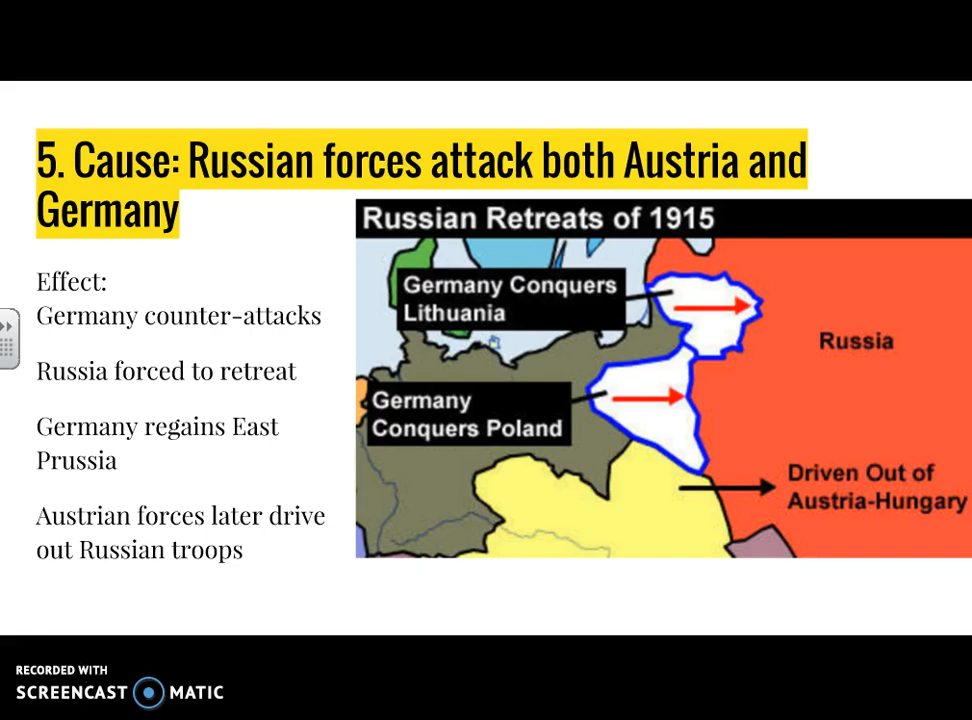 5. Cause: Russian forces attack both Austria and
Germany
Effect:
Germany counter-attacks
Russia forced to retreat
Germany regains East
Prussia
Austrian forces later drive
out Russian troops
Russian Retreats of 1915
Germany Conquers
Lithuania
Russia
Germany
Conquers Poland
Driven Out of
Austria-Hungary
RECORDED WITH
SCREENCAST MATIC